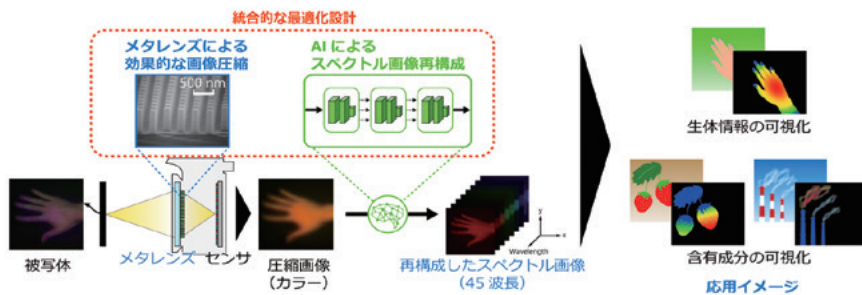 統合的な最適化設計
メタレンズによる
効果的な画像圧縮
500 nm
AIによる
スペクトル画像再構成
生体情報の可視化
被写体
メタレンズ
センサ
圧縮画像
(カラー)
y
x
Wavelength
再構成したスペクトル画像
(45 波長)
含有成分の可視化
応用イメージ